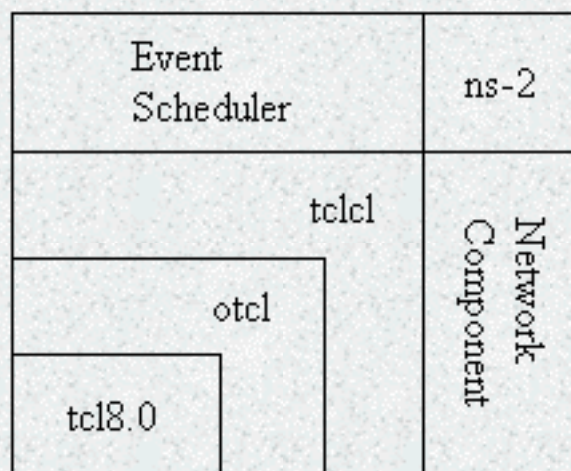 Event
Scheduler
ns-2
tclcl
Network
Component
otcl
tcl8.0